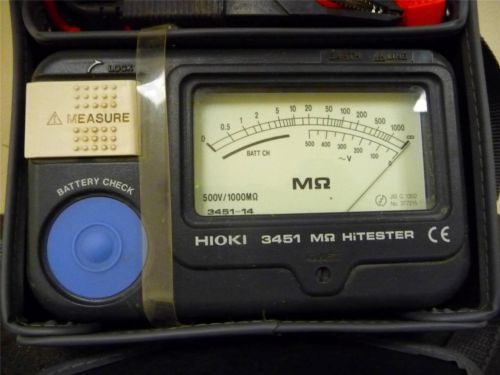 LOCK
⚠ MEASURE
BATTERY CHECK
0 0.5 1 2 5 10 20 50 100 200 500 1000 ∞
BATT CH
500 400 300 200 100 0
~V
MΩ
500V/1000MΩ
3451-14
HIOKI 3451 MΩ HiTESTER CE